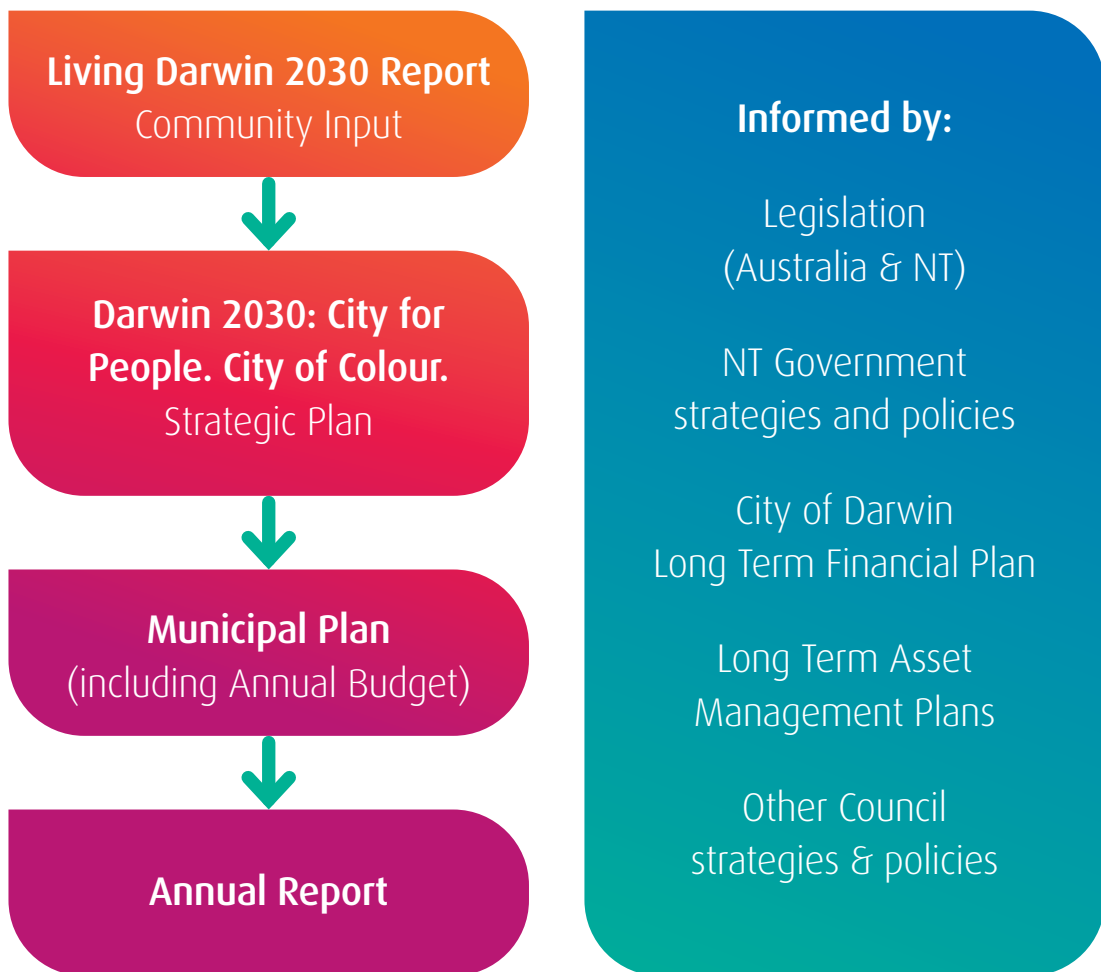 Living Darwin 2030 Report
Community Input
Darwin 2030: City for
People. City of Colour.
Strategic Plan
Municipal Plan
(including Annual Budget)
Annual Report
Informed by:
Legislation
(Australia & NT)
NT Government
strategies and policies
City of Darwin
Long Term Financial Plan
Long Term Asset
Management Plans
Other Council
strategies & policies